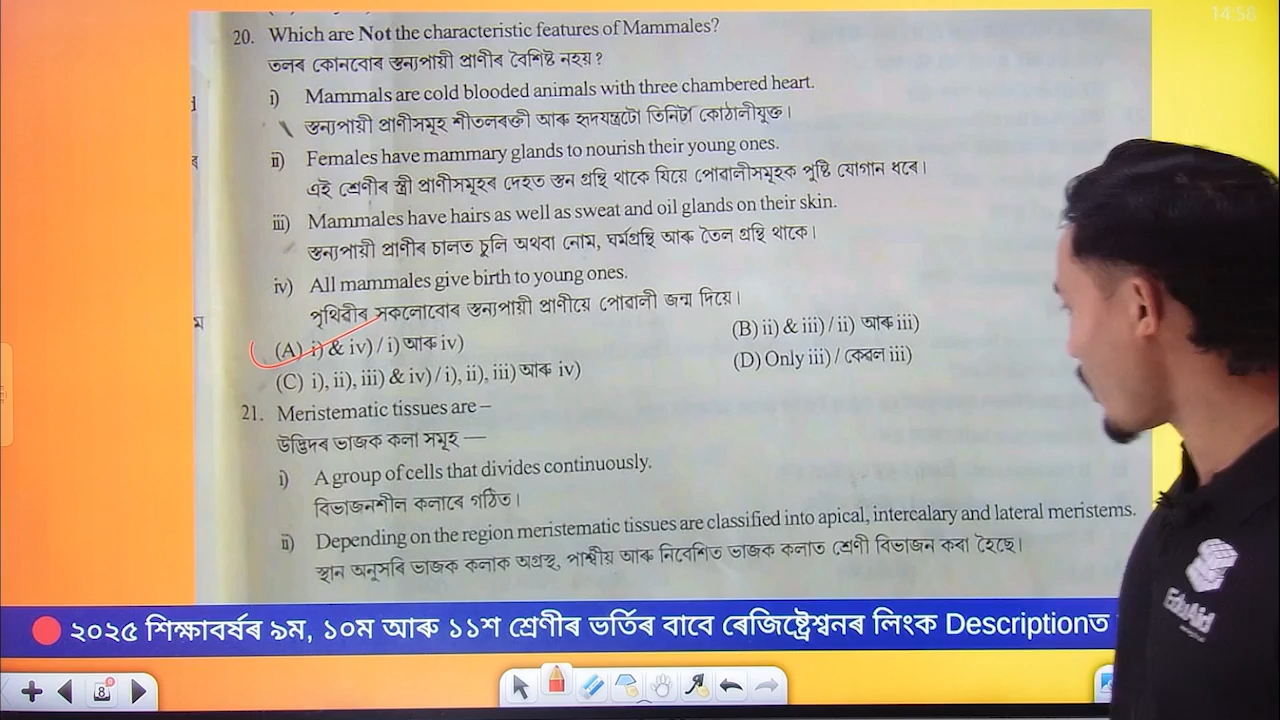 14:58
20. Which are Not the characteristic features of Mammales?
তলৰ কোনবোৰ স্তন্যপায়ী প্ৰাণীৰ বৈশিষ্ট নহয়?
i) Mammals are cold blooded animals with three chambered heart.
স্তন্যপায়ী প্ৰাণীসমূহ শীতলৰক্তী আৰু হৃদযন্ত্ৰটো তিনিটা কোঠালীযুক্ত।
ii) Females have mammary glands to nourish their young ones.
এই শ্ৰেণীৰ স্ত্ৰী প্ৰাণীসমূহৰ দেহত স্তন গ্ৰন্থি থাকে যিয়ে পোৱালীসমূহক পুষ্টি যোগান ধৰে।
iii) Mammales have hairs as well as sweat and oil glands on their skin.
স্তন্যপায়ী প্ৰাণীৰ চালত চুলি অথবা নোম, ঘৰ্মগ্ৰন্থি আৰু তৈল গ্ৰন্থি থাকে।
iv) All mammales give birth to young ones.
পৃথিৱীৰ সকলোবোৰ স্তন্যপায়ী প্ৰাণীয়ে পোৱালী জন্ম দিয়ে।
(A) i) & iv) / i) আৰু iv) (B) ii) & iii) / ii) আৰু iii)
(C) i), ii), iii) & iv) / i), ii), iii) আৰু iv) (D) Only iii) / কেৱল iii)
21. Meristematic tissues are –
উদ্ভিদৰ ভাজক কলা সমূহ —
i) A group of cells that divides continuously.
বিভাজনশীল কলাৰে গঠিত।
ii) Depending on the region meristematic tissues are classified into apical, intercalary and lateral meristems.
স্থান অনুসৰি ভাজক কলাক অগ্ৰস্থ, পাৰ্শ্বীয় আৰু নিবেশিত ভাজক কলাত শ্ৰেণী বিভাজন কৰা হৈছে।
EduAid
২০২৫ শিক্ষাবৰ্ষৰ ৯ম, ১০ম আৰু ১১শ শ্ৰেণীৰ ভৰ্তিৰ বাবে ৰেজিষ্ট্ৰেশ্বনৰ লিংক Descriptionত
8